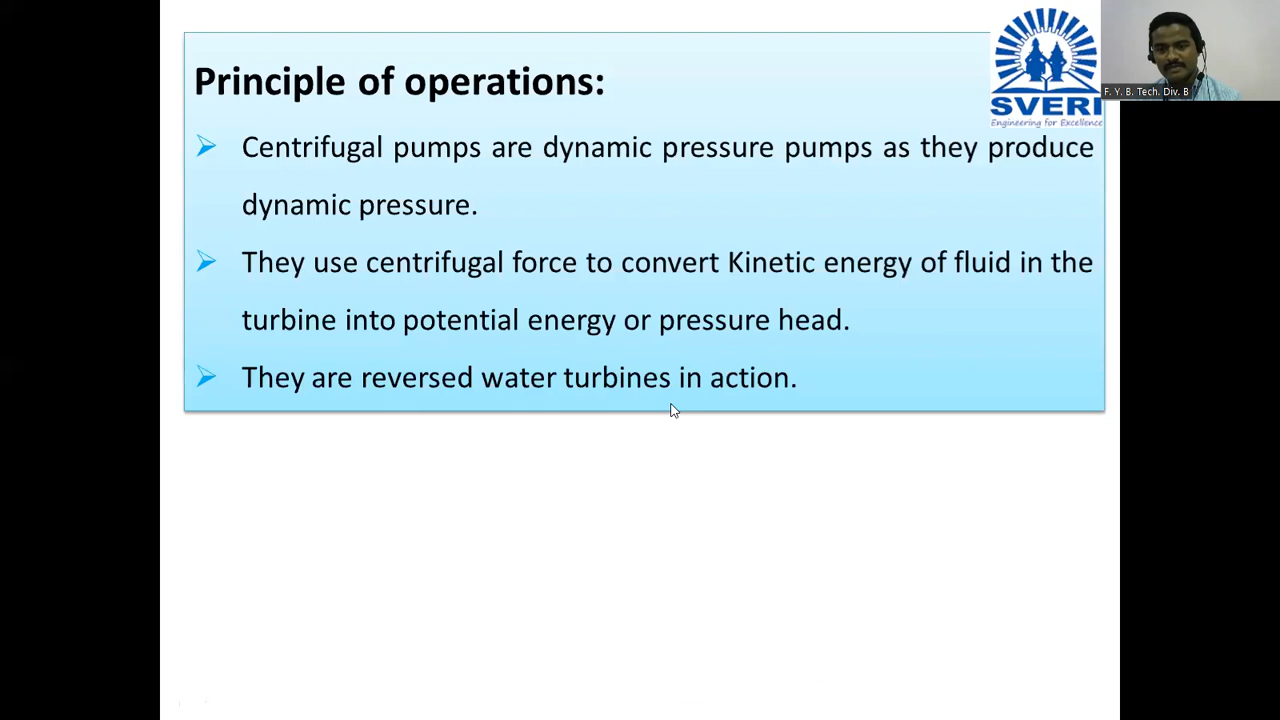 Principle of operations:
SVERI
Engineering for Excellence
F. Y. B. Tech. Div. B
➢ Centrifugal pumps are dynamic pressure pumps as they produce
dynamic pressure.
➢ They use centrifugal force to convert Kinetic energy of fluid in the
turbine into potential energy or pressure head.
➢ They are reversed water turbines in action.